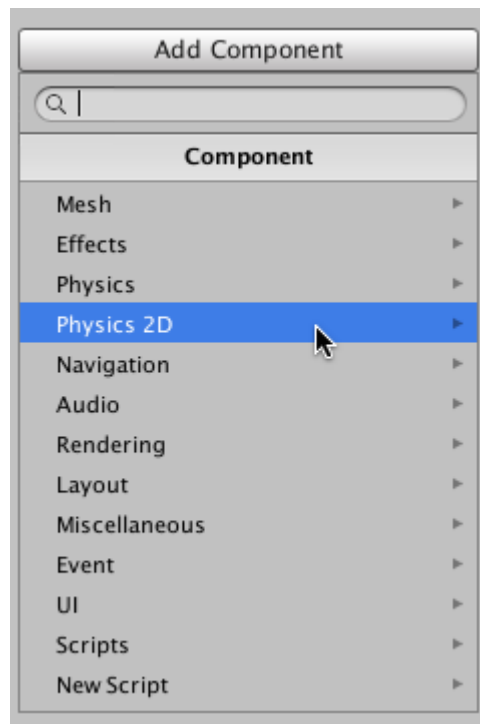 Add Component
Component
Mesh
Effects
Physics
Physics 2D
Navigation
Audio
Rendering
Layout
Miscellaneous
Event
UI
Scripts
New Script